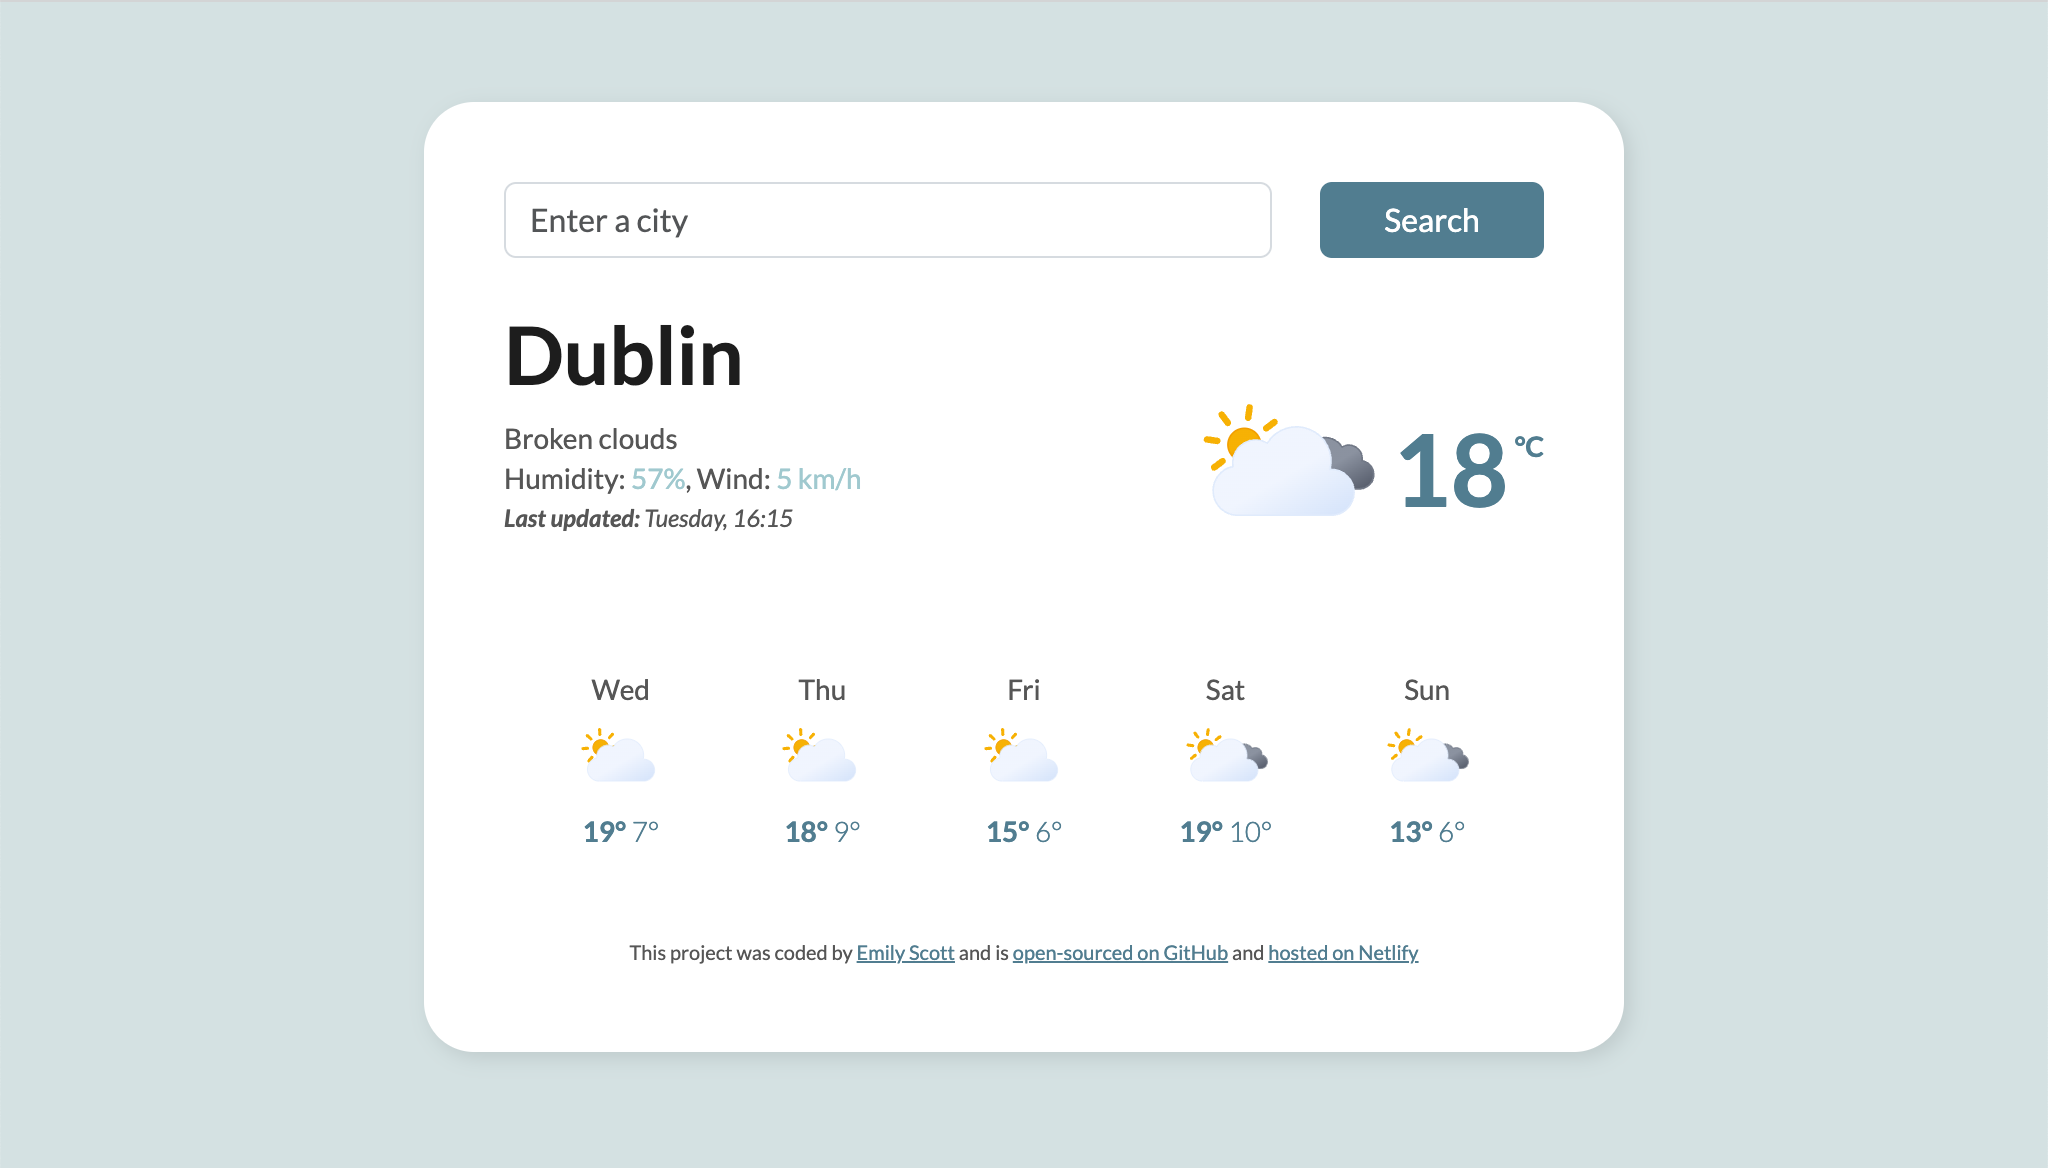 Enter a city
Search
Dublin
Broken clouds
Humidity: 57%, Wind: 5 km/h
Last updated: Tuesday, 16:15
18 °C
Wed Thu Fri Sat Sun
19° 7° 18° 9° 15° 6° 19° 10° 13° 6°
This project was coded by Emily Scott and is open-sourced on GitHub and hosted on Netlify